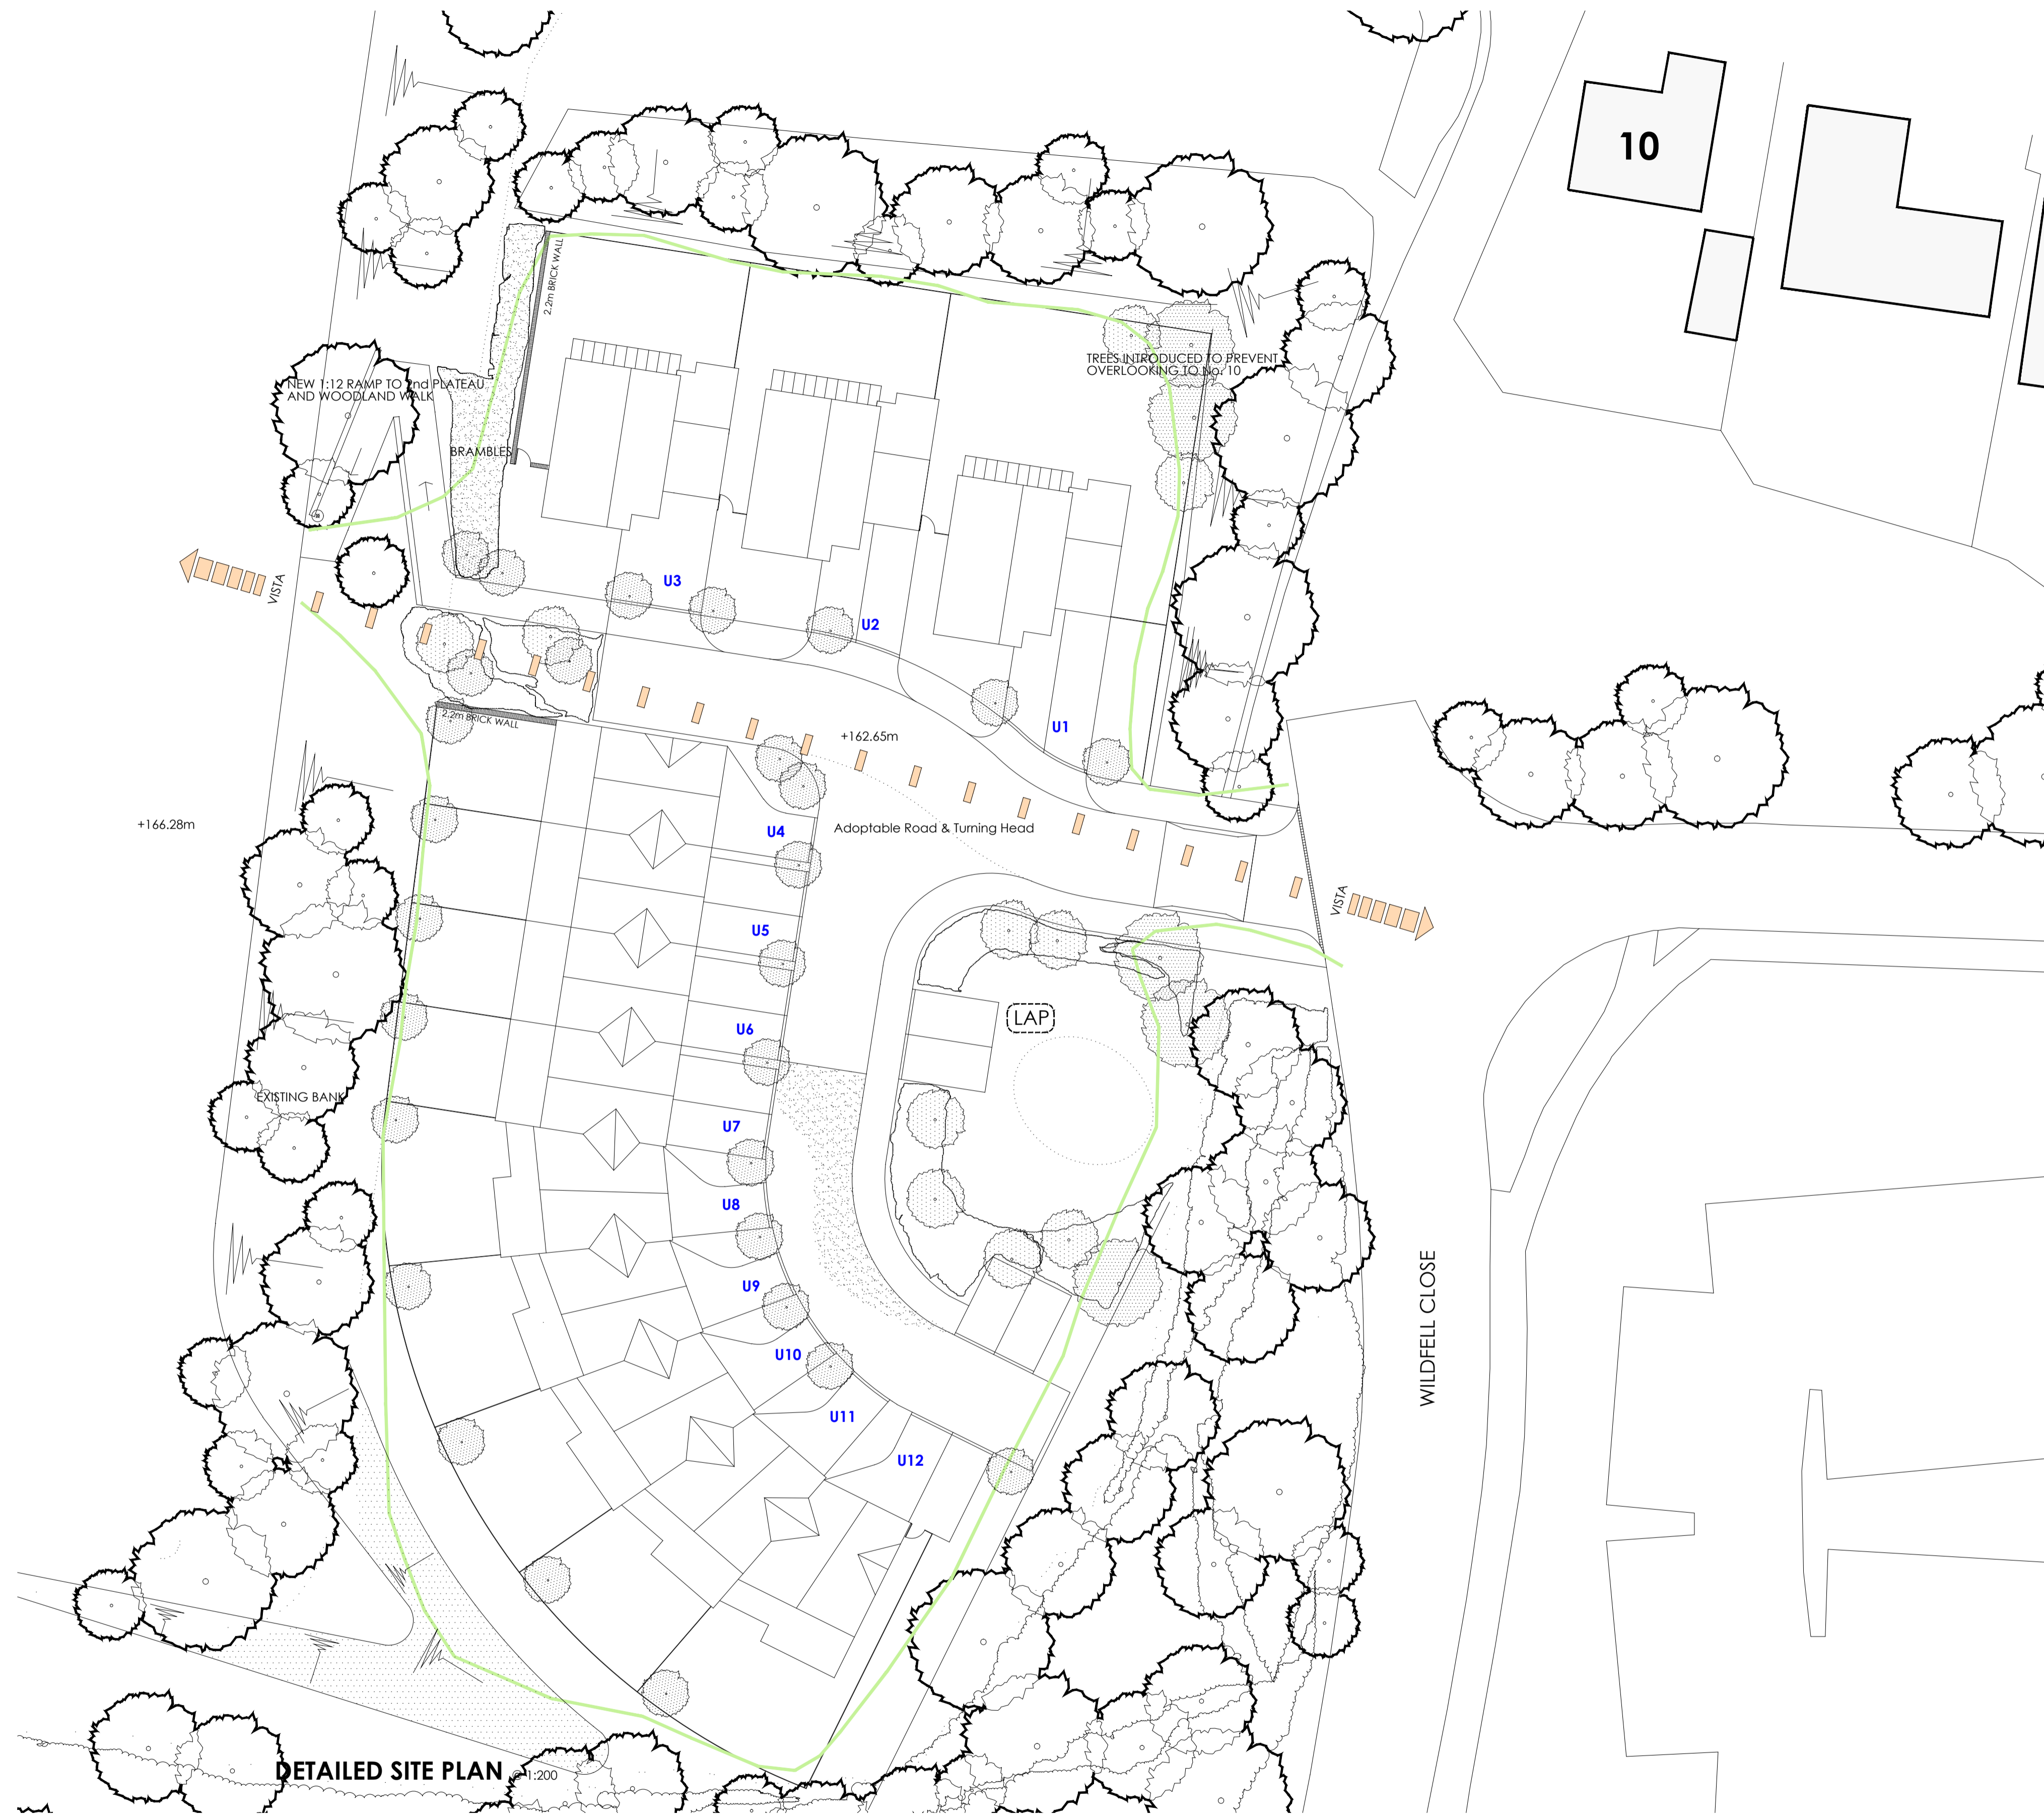 10
2.2m BRICK WALL
TREES INTRODUCED TO PREVENT
OVERLOOKING TO No. 10
NEW 1:12 RAMP TO 2nd PLATEAU
AND WOODLAND WALK
BRAMBLES
VISTA
U3
U2
U1
2.2m BRICK WALL
+162.65m
+166.28m
U4
Adoptable Road & Turning Head
VISTA
U5
LAP
U6
EXISTING BANK
U7
U8
U9
WILDFELL CLOSE
U10
U11
U12
DETAILED SITE PLAN @ 1:200